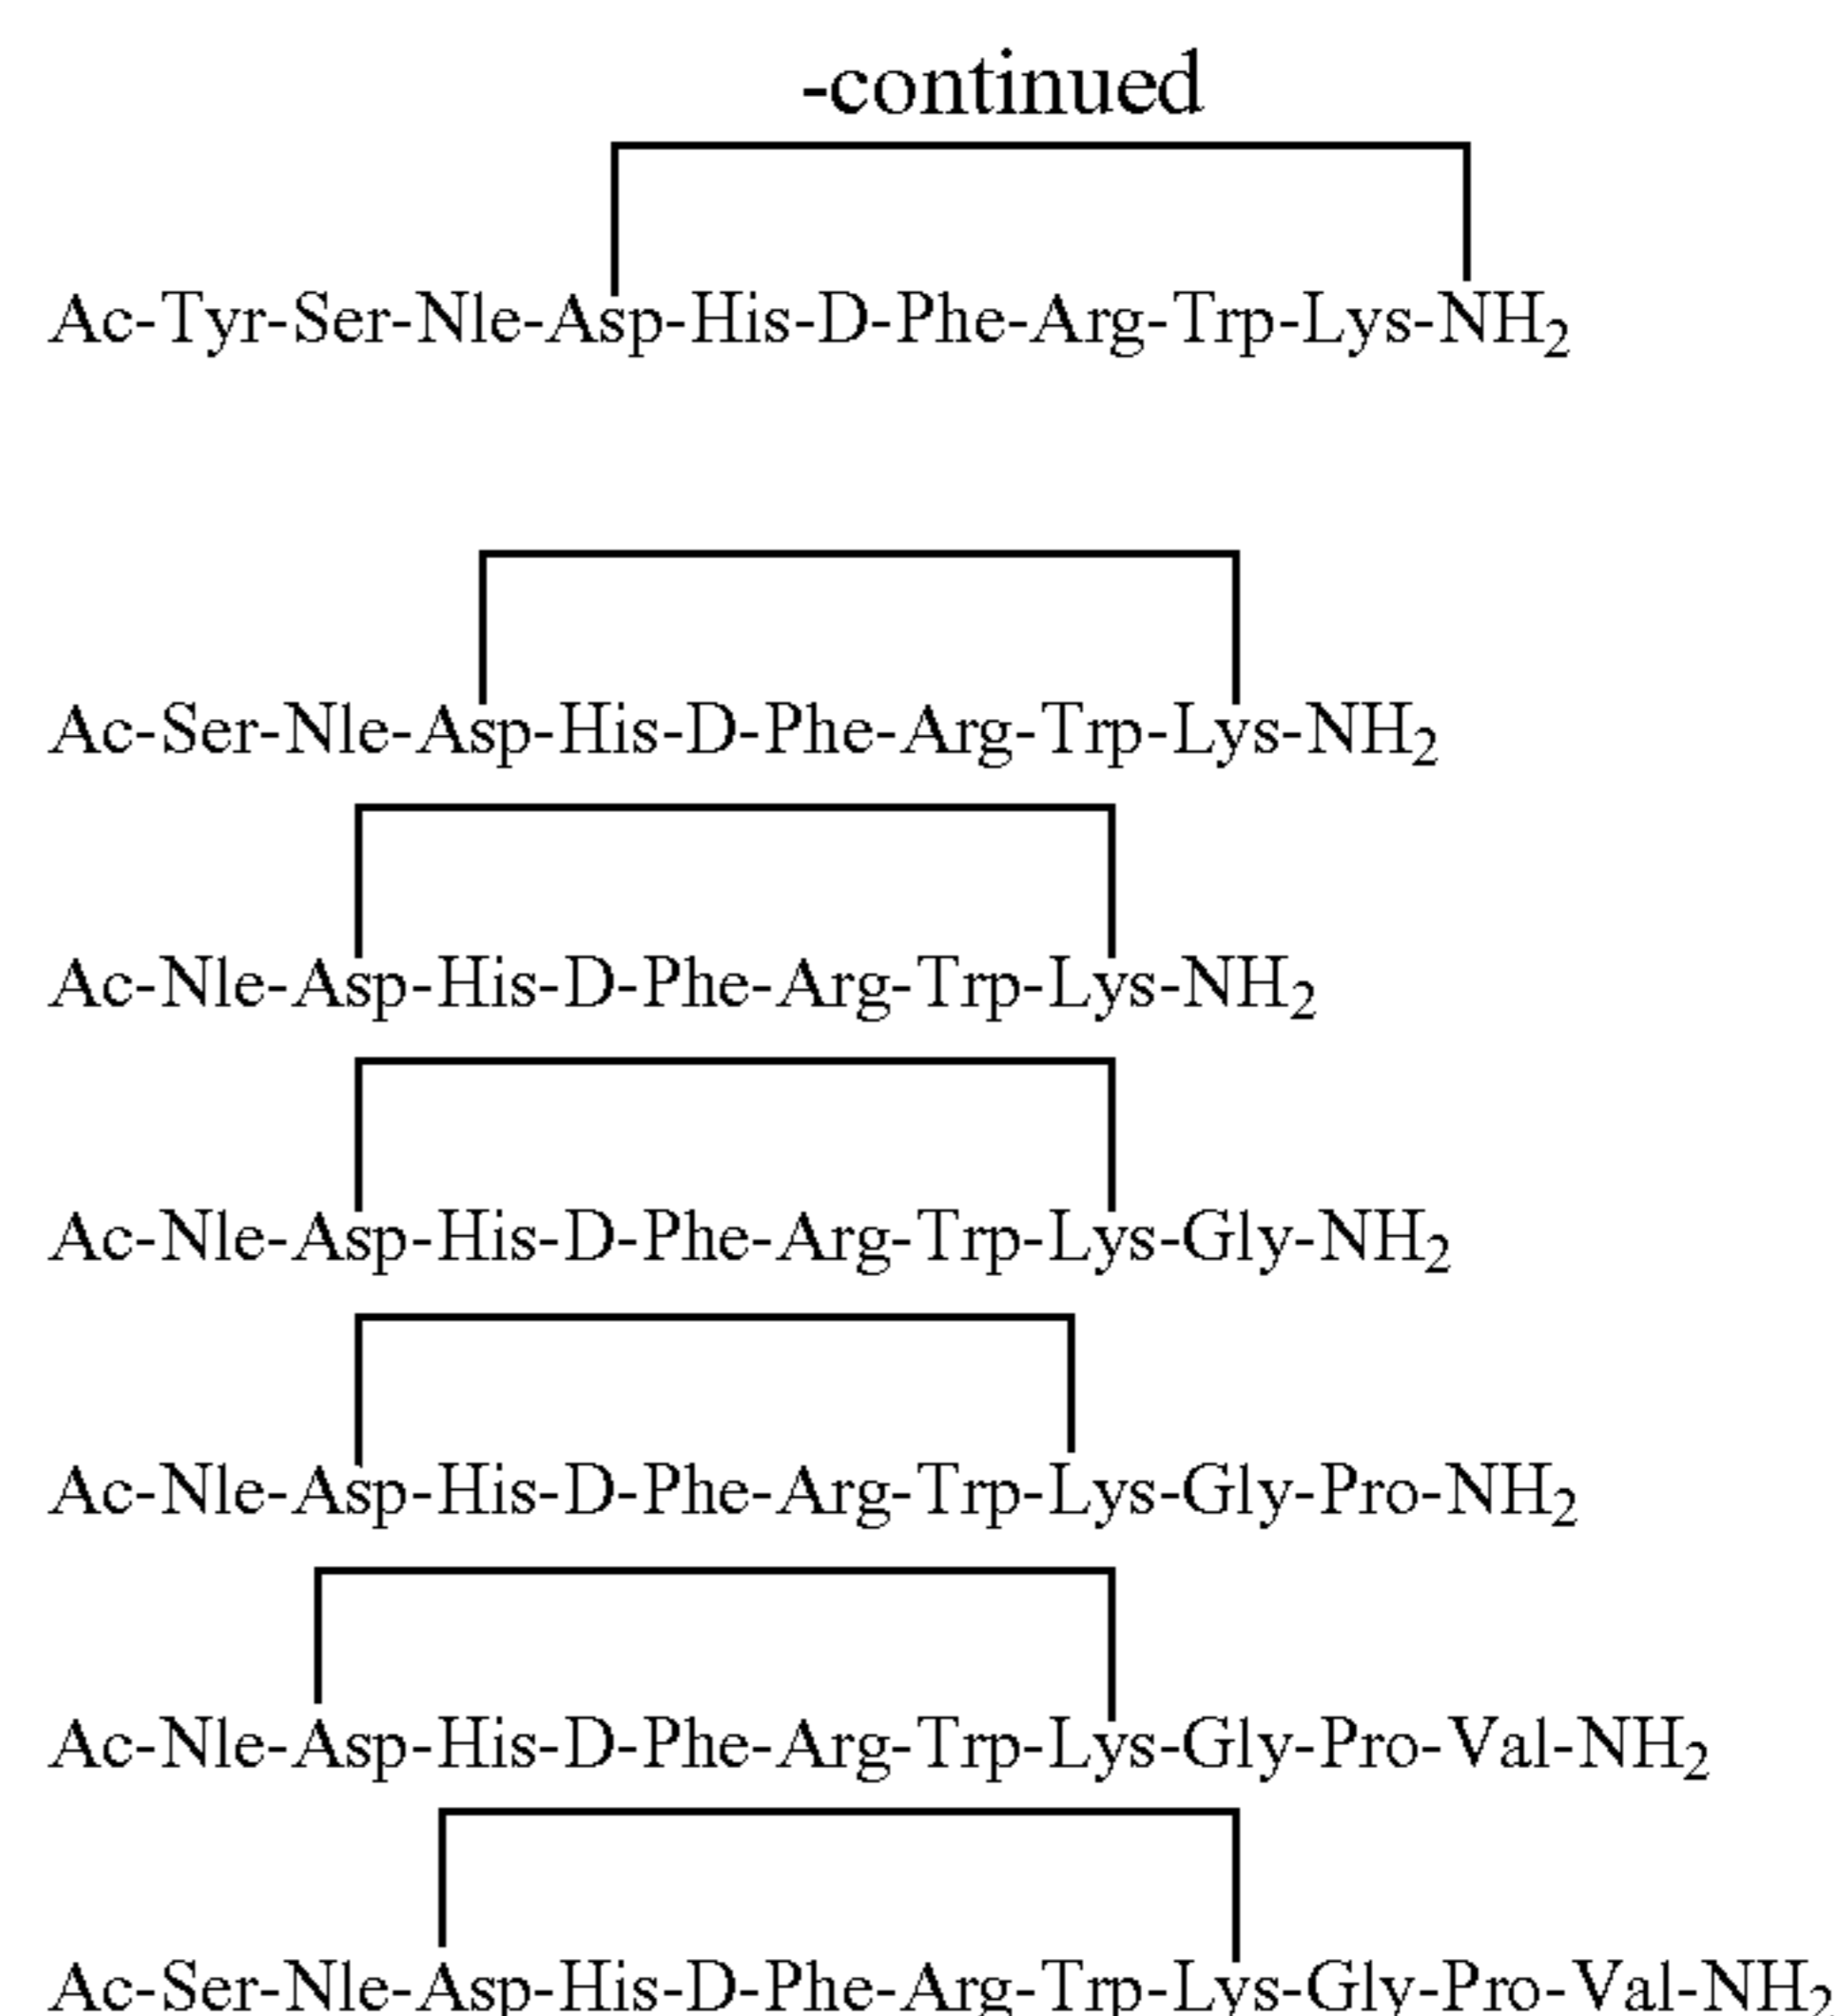 -continued
Ac-Tyr-Ser-Nle-Asp-His-D-Phe-Arg-Trp-Lys-NH2
Ac-Ser-Nle-Asp-His-D-Phe-Arg-Trp-Lys-NH2
Ac-Nle-Asp-His-D-Phe-Arg-Trp-Lys-NH2
Ac-Nle-Asp-His-D-Phe-Arg-Trp-Lys-Gly-NH2
Ac-Nle-Asp-His-D-Phe-Arg-Trp-Lys-Gly-Pro-NH2
Ac-Nle-Asp-His-D-Phe-Arg-Trp-Lys-Gly-Pro-Val-NH2
Ac-Ser-Nle-Asp-His-D-Phe-Arg-Trp-Lys-Gly-Pro-Val-NH2